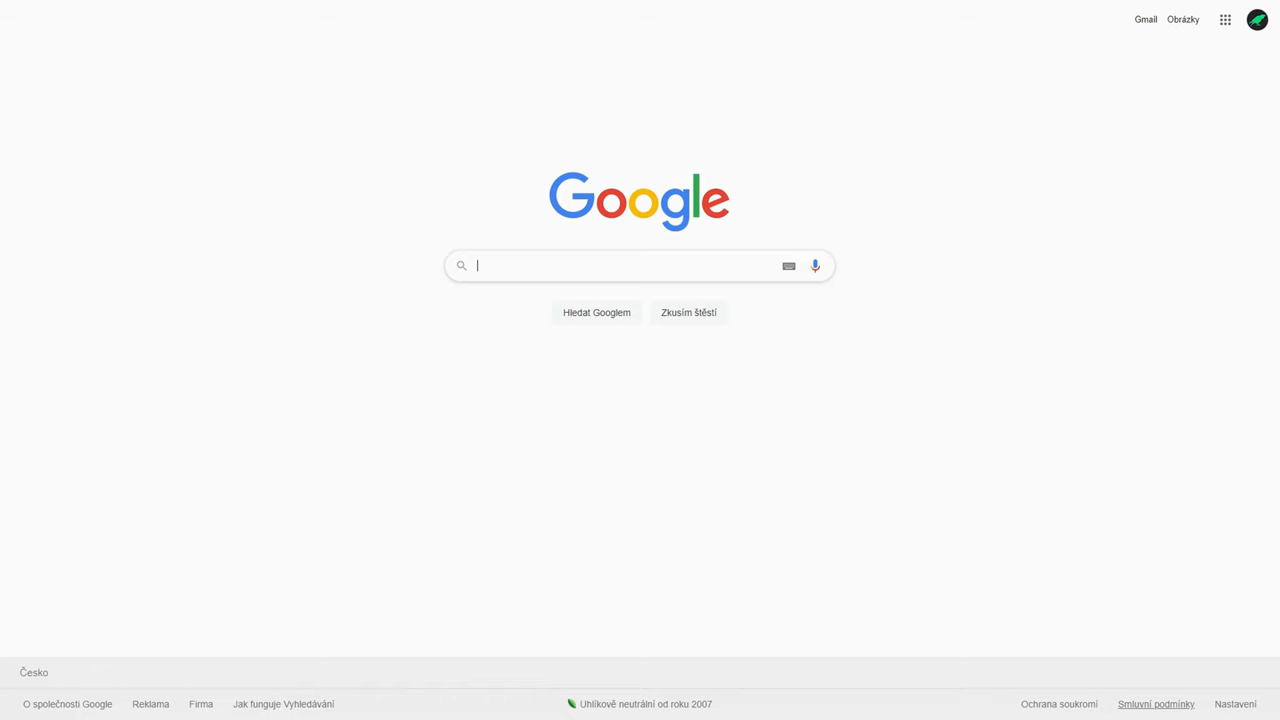 Gmail Obrázky
Google
Hledat Googlem Zkusím štěstí
Česko
O společnosti Google Reklama Firma Jak funguje Vyhledávání Uhlíkově neutrální od roku 2007 Ochrana soukromí Smluvní podmínky Nastavení